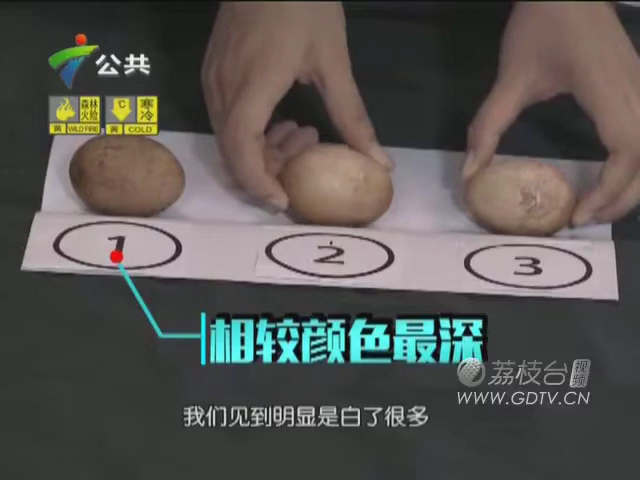 公共
森林火险
黄 WILD FIRE
℃ 寒冷
黄 COLD
1
2
3
相较颜色最深
荔枝台 视频
WWW.GDTV.CN
我们见到明显是白了很多